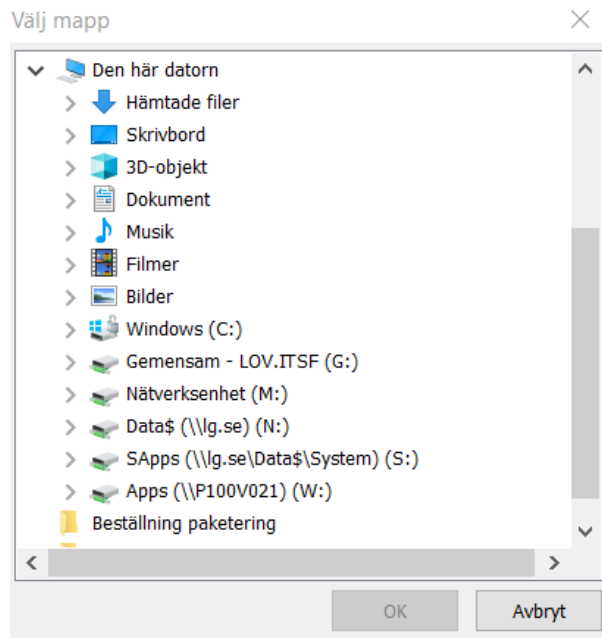 Välj mapp
Den här datorn
Hämtade filer
Skrivbord
3D-objekt
Dokument
Musik
Filmer
Bilder
Windows (C:)
Gemensam - LOV.ITSF (G:)
Nätverksenhet (M:)
Data$ (\\lg.se) (N:)
SApps (\\lg.se\Data$\System) (S:)
Apps (\\P100V021) (W:)
Beställning paketering
OK
Avbryt